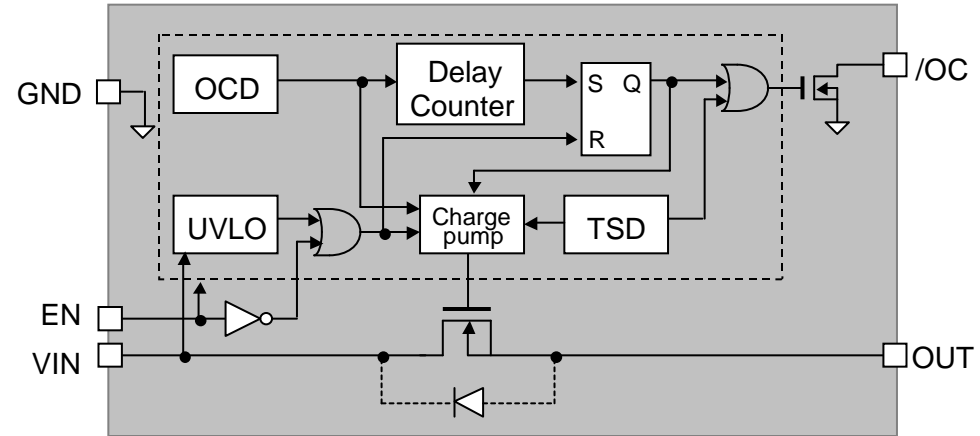 GND
OCD
Delay
Counter
S Q
R
/OC
UVLO
Charge
pump
TSD
EN
VIN
OUT